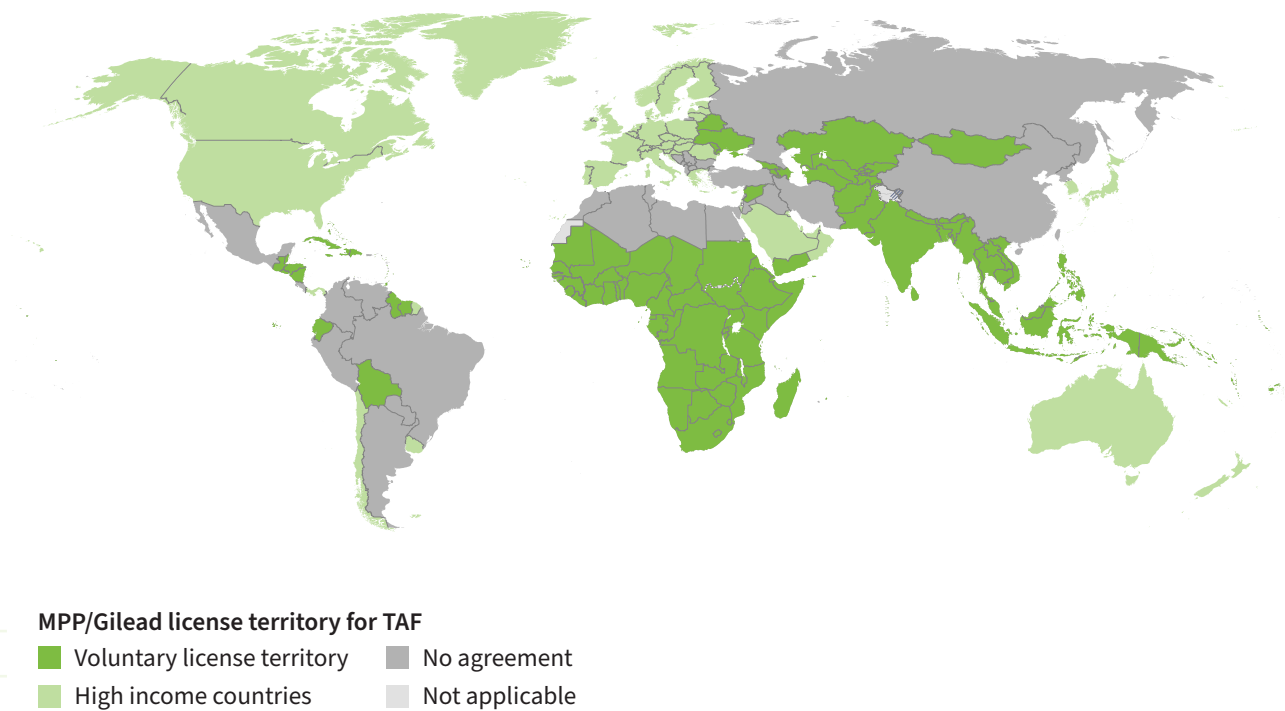 MPP/Gilead license territory for TAF
Voluntary license territory
No agreement
High income countries
Not applicable